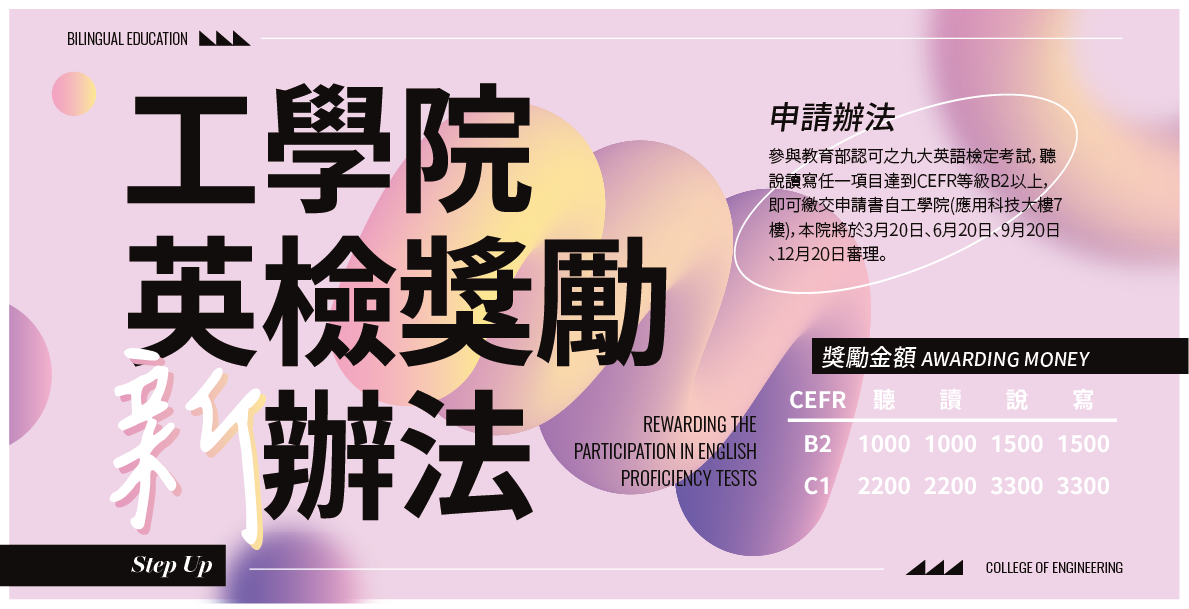 BILINGUAL EDUCATION
工學院
英檢獎勵
新辦法
REWARDING THE
PARTICIPATION IN ENGLISH
PROFICIENCY TESTS
Step Up
申請辦法
參與教育部認可之九大英語檢定考試，聽
說讀寫任一項目達到CEFR等級B2以上，
即可繳交申請書自工學院(應用科技大樓7
樓)，本院將於3月20日、6月20日、9月20日
、12月20日審理。
獎勵金額 AWARDING MONEY
CEFR 聽 讀 說 寫
B2 1000 1000 1500 1500
C1 2200 2200 3300 3300
COLLEGE OF ENGINEERING